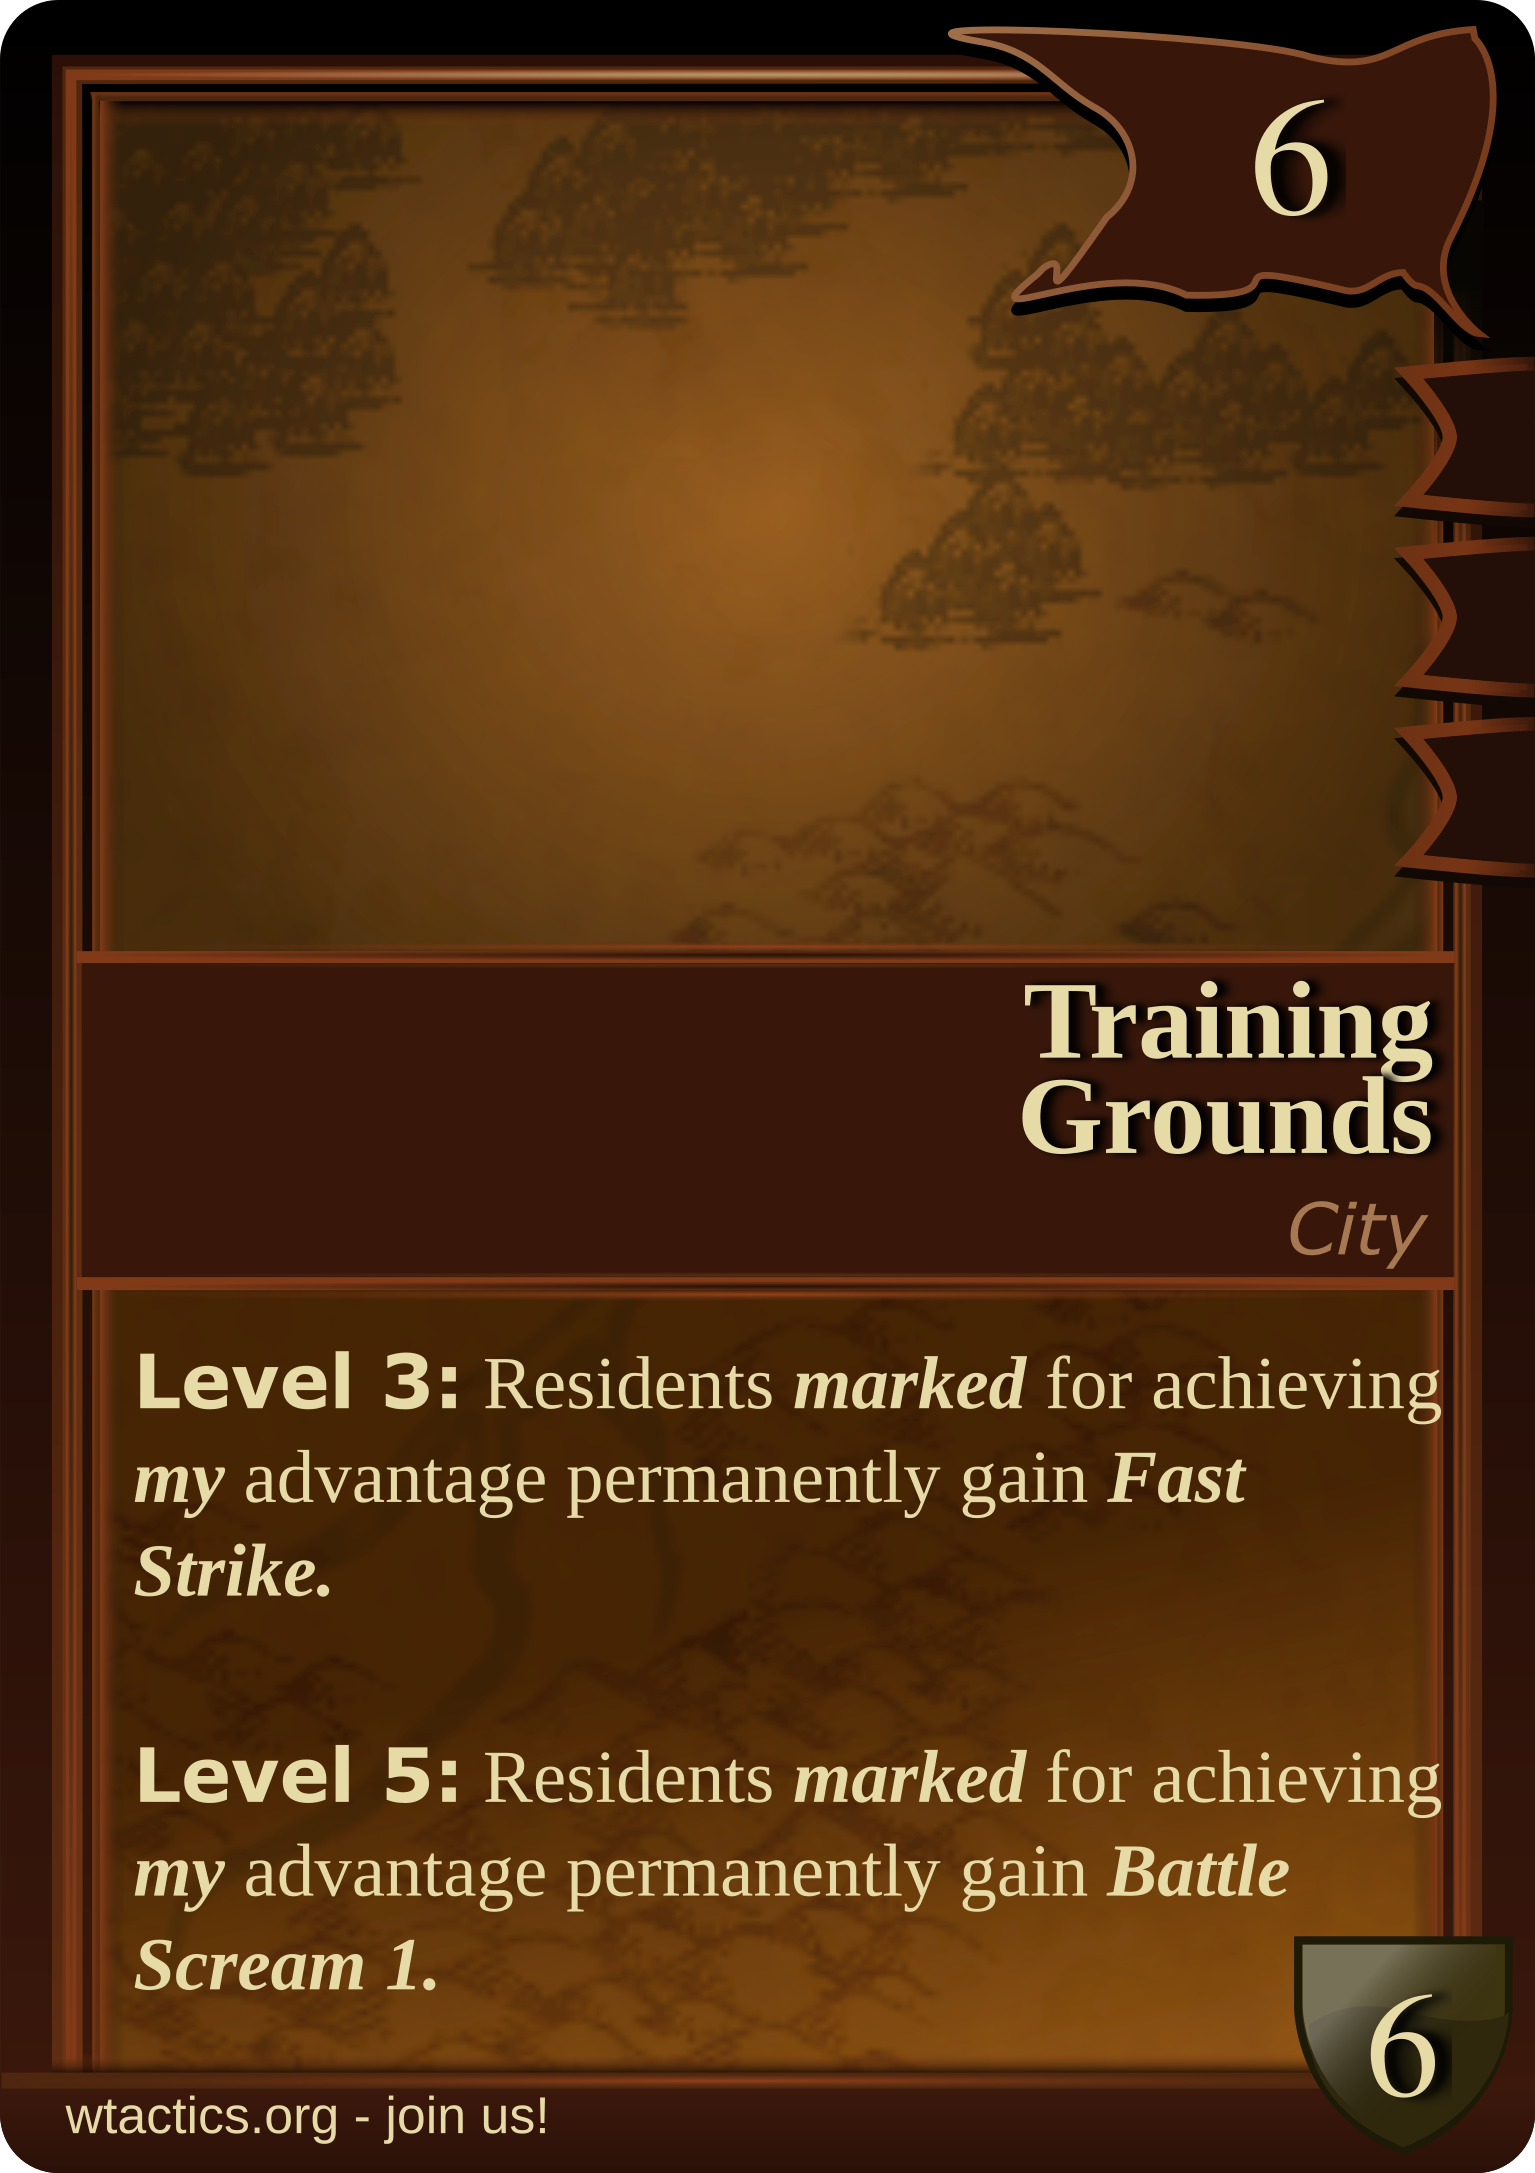 6
Training
Grounds
City
Level 3: Residents marked for achieving
my advantage permanently gain Fast
Strike.
Level 5: Residents marked for achieving
my advantage permanently gain Battle
Scream 1.
6
wtactics.org - join us!